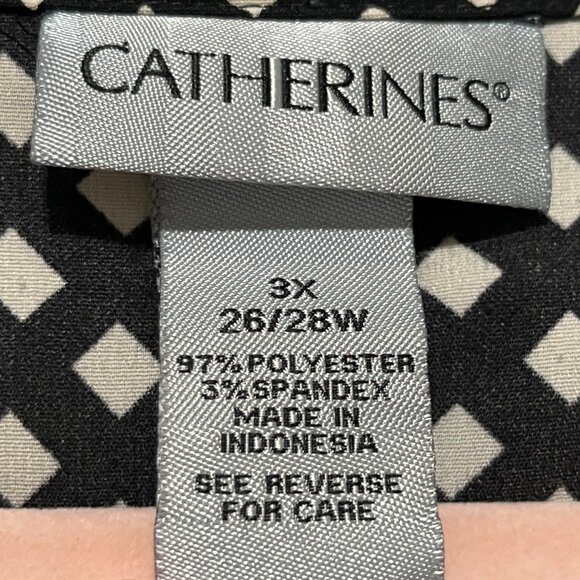 CATHERINES®
3X
26/28W
97% POLYESTER
3% SPANDEX
MADE IN
INDONESIA
SEE REVERSE
FOR CARE